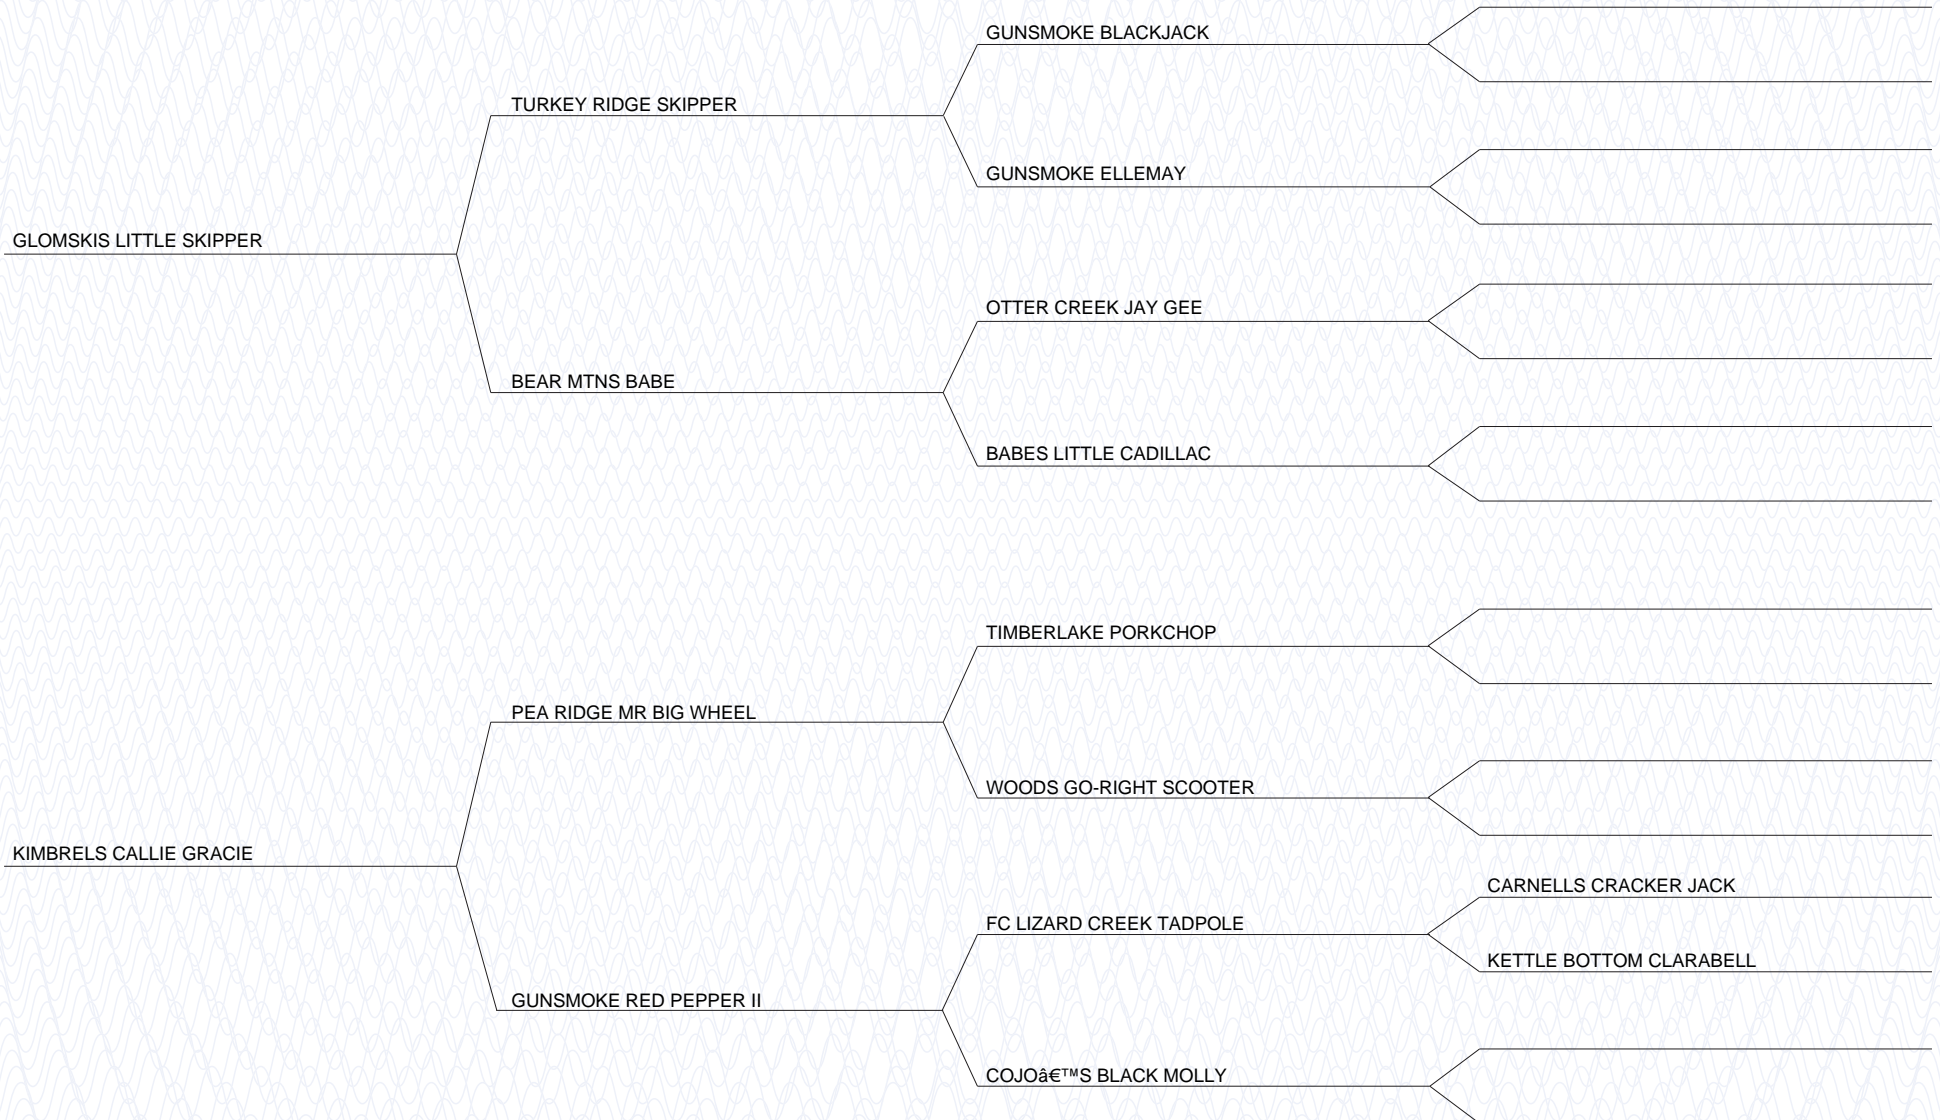 GUNSMOKE BLACKJACK
TURKEY RIDGE SKIPPER
GUNSMOKE ELLEMAY
GLOMSKIS LITTLE SKIPPER
OTTER CREEK JAY GEE
BEAR MTNS BABE
BABES LITTLE CADILLAC
TIMBERLAKE PORKCHOP
PEA RIDGE MR BIG WHEEL
WOODS GO-RIGHT SCOOTER
KIMBRELS CALLIE GRACIE
CARNELLS CRACKER JACK
FC LIZARD CREEK TADPOLE
KETTLE BOTTOM CLARABELL
GUNSMOKE RED PEPPER II
COJO’S BLACK MOLLY